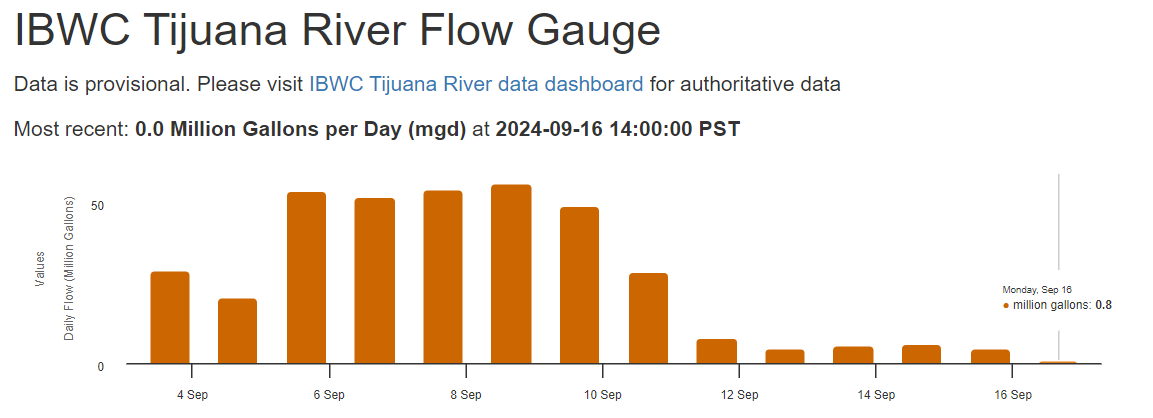 IBWC Tijuana River Flow Gauge
Data is provisional. Please visit IBWC Tijuana River data dashboard for authoritative data
Most recent: 0.0 Million Gallons per Day (mgd) at 2024-09-16 14:00:00 PST
Values
Daily Flow (Million Gallons)
50
0
Monday, Sep 16
● million gallons: 0.8
4 Sep 6 Sep 8 Sep 10 Sep 12 Sep 14 Sep 16 Sep